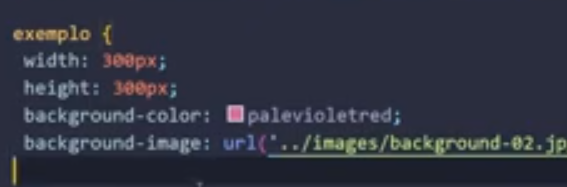 exemplo {
width: 300px;
height: 300px;
background-color: palevioletred;
background-image: url('../images/background-02.jp